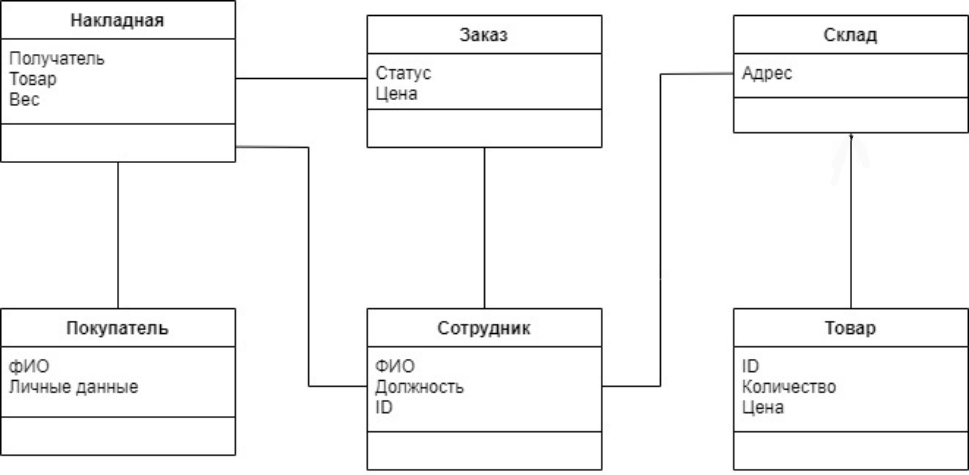 Накладная
Получатель
Товар
Вес
Заказ
Статус
Цена
Склад
Адрес
Покупатель
фИО
Личные данные
Сотрудник
ФИО
Должность
ID
Товар
ID
Количество
Цена